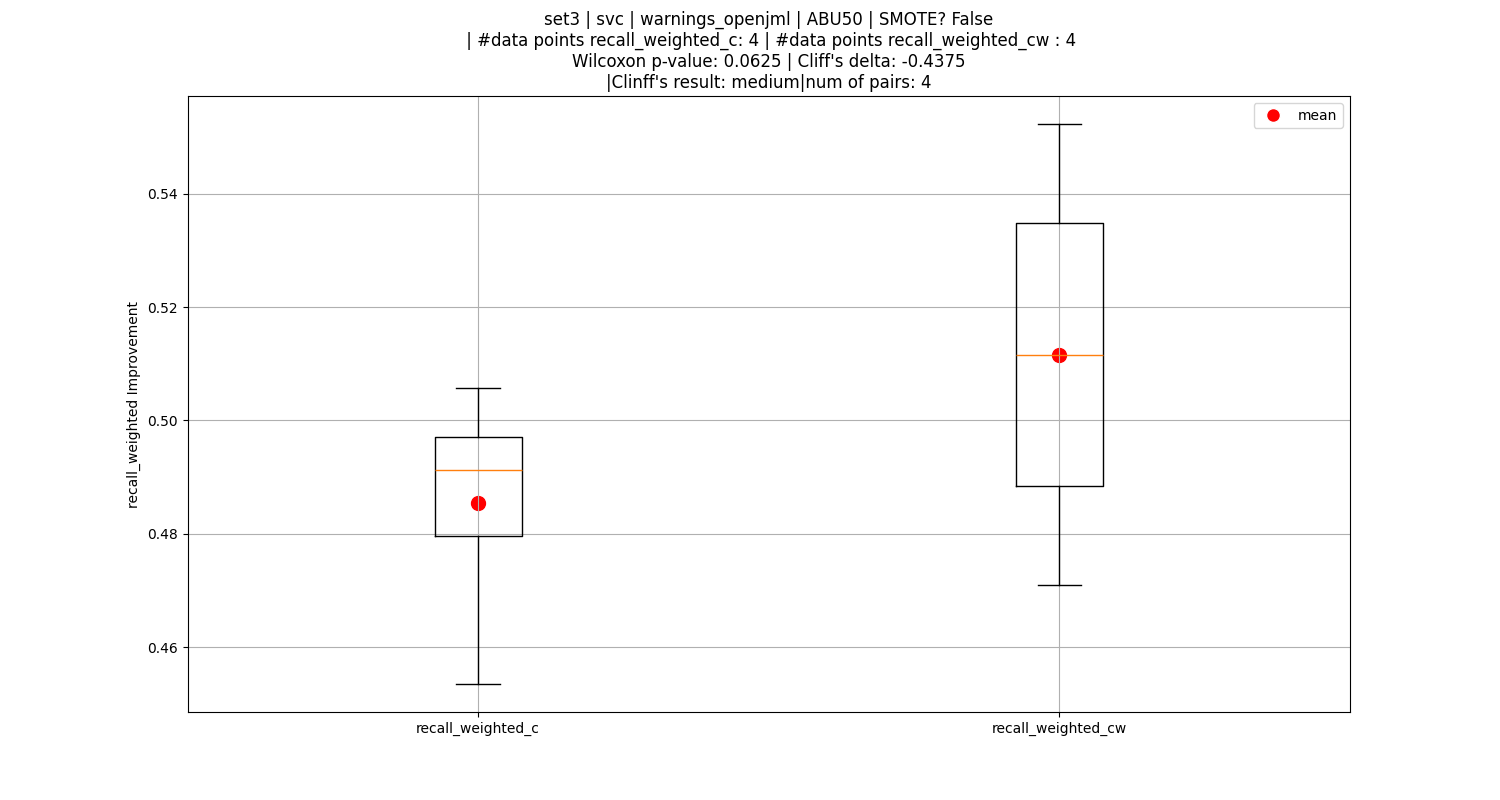 set3 | svc | warnings_openjml | ABU50 | SMOTE? False
| #data points recall_weighted_c: 4 | #data points recall_weighted_cw : 4
Wilcoxon p-value: 0.0625 | Cliff's delta: -0.4375
|Clinff's result: medium|num of pairs: 4
mean
recall_weighted Improvement
0.54
0.52
0.50
0.48
0.46
recall_weighted_c
recall_weighted_cw